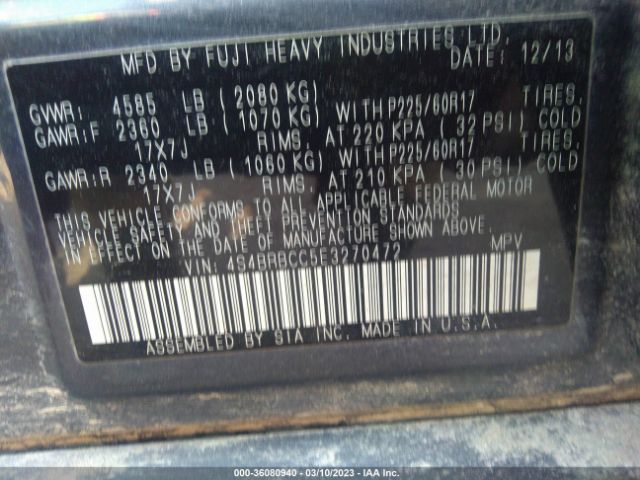 MFD BY FUJI HEAVY INDUSTRIES LTD.
DATE: 12/13
GVWR: 4585 LB (2080 KG)
GAWR:F 2360 LB (1070 KG) WITH P225/60R17 TIRES,
17X7J RIMS, AT 220 KPA (32 PSI) COLD
GAWR:R 2340 LB (1060 KG) WITH P225/60R17 TIRES,
17X7J RIMS, AT 210 KPA (30 PSI) COLD
THIS VEHICLE CONFORMS TO ALL APPLICABLE FEDERAL MOTOR
VEHICLE SAFETY AND THEFT PREVENTION STANDARDS
IN EFFECT ON THE DATE OF MANUFACTURE SHOWN ABOVE.
VIN: 4S4BRBCC5E3270472 MPV
ASSEMBLED BY SIA INC. MADE IN U.S.A.
000-36080940 - 03/10/2023 - IAA Inc.